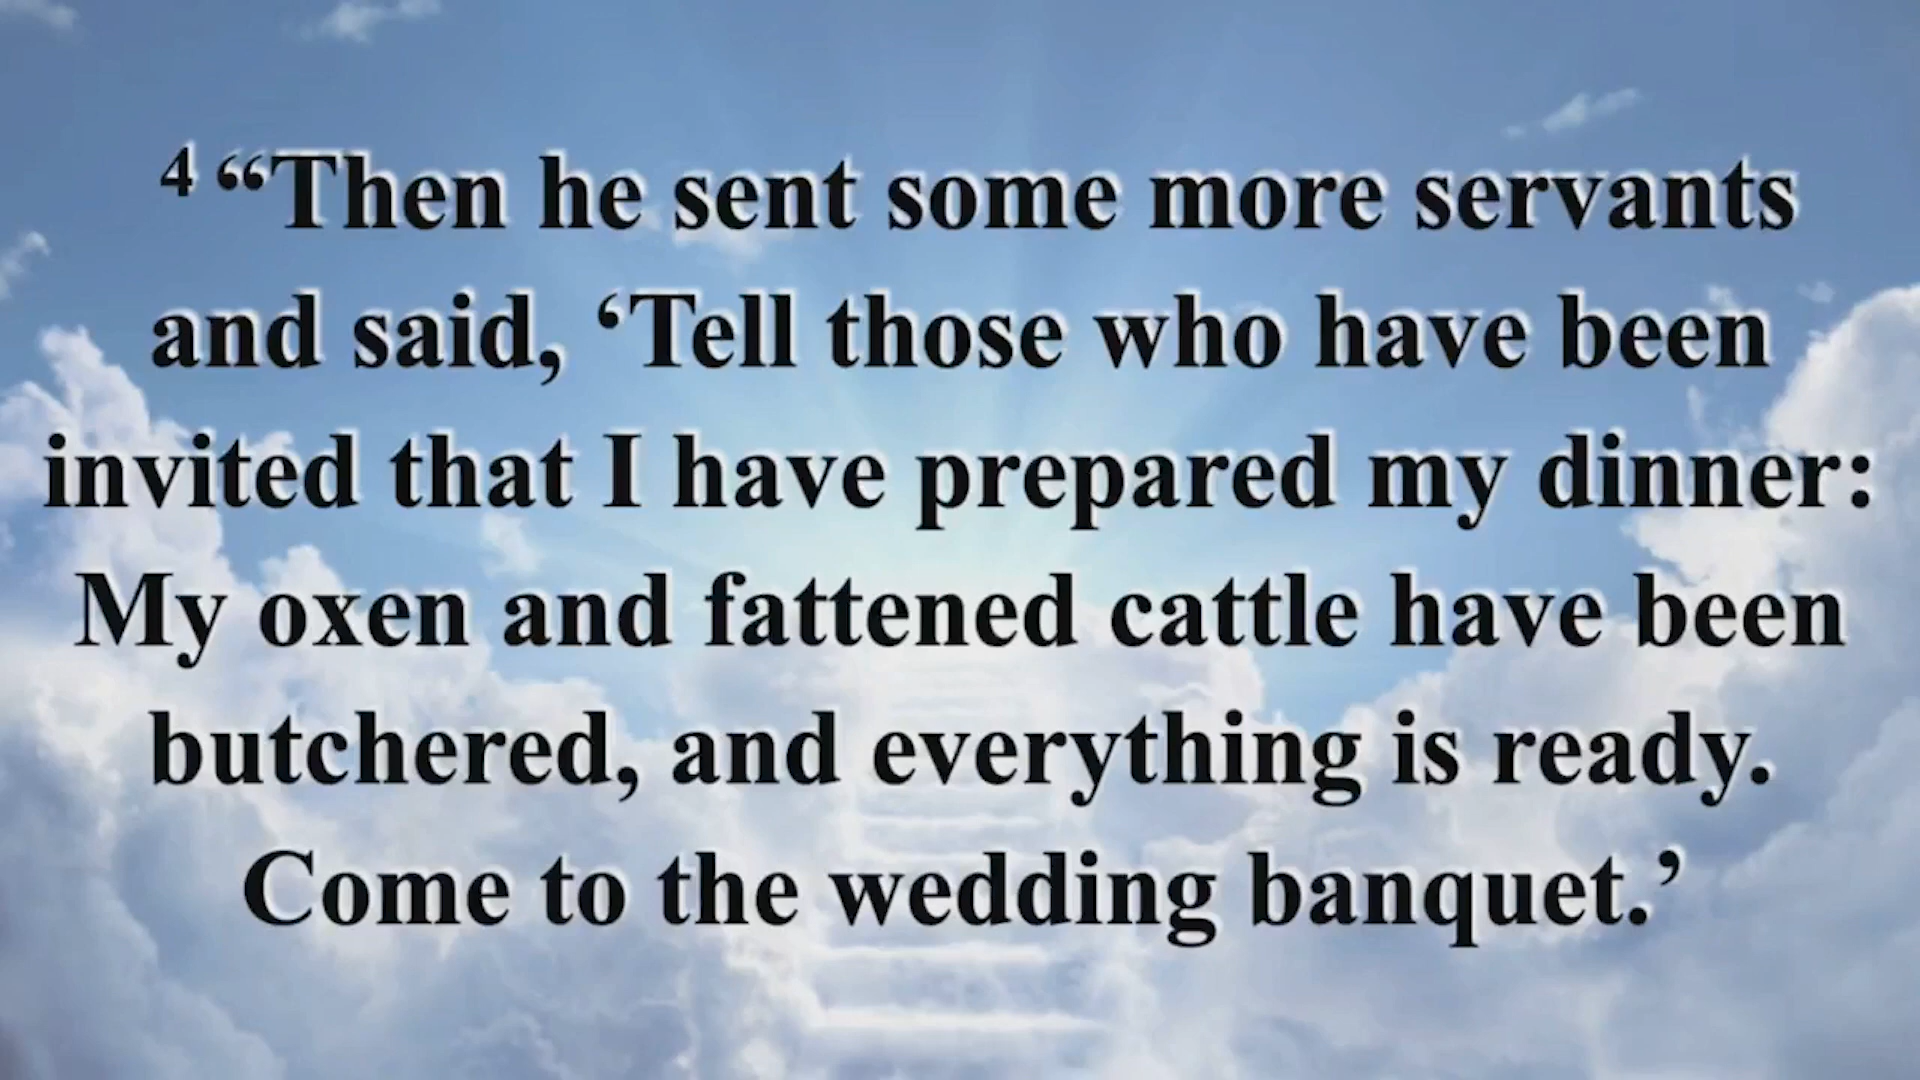 4 “Then he sent some more servants
and said, ‘Tell those who have been
invited that I have prepared my dinner:
My oxen and fattened cattle have been
butchered, and everything is ready.
Come to the wedding banquet.’